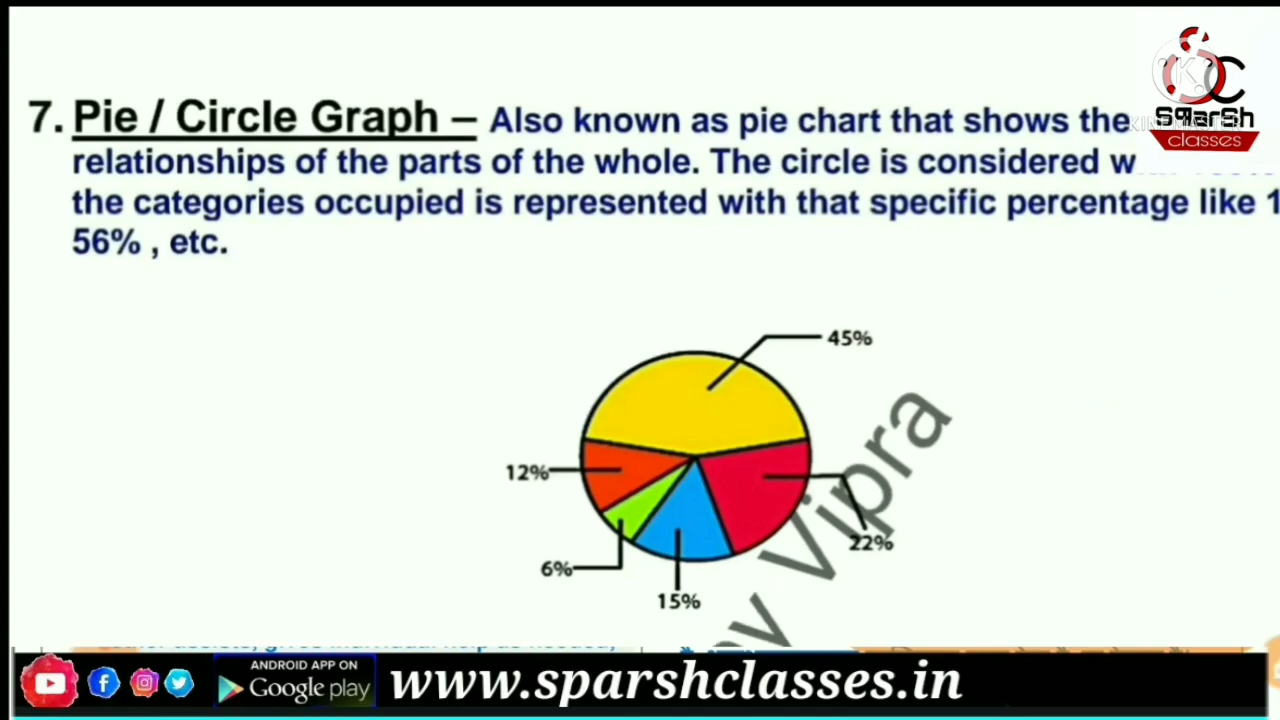 7. Pie / Circle Graph – Also known as pie chart that shows the
relationships of the parts of the whole. The circle is considered
the categories occupied is represented with that specific percentage like
56% , etc.
45%
12%
22%
6%
15%
Vipra
SC
Sparsh
classes
KINEMASTER
ANDROID APP ON
Google play
www.sparshclasses.in